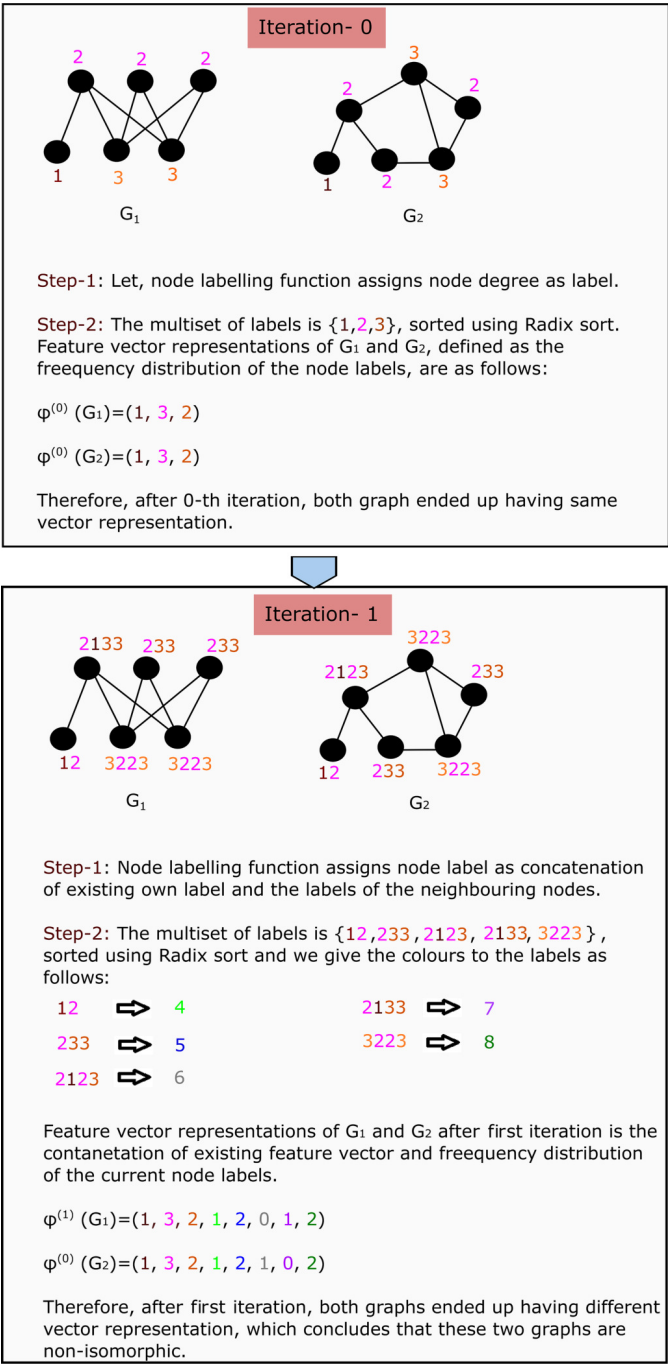 Iteration- 0
2 2 2
3
2 2
1 3 3
1 2 3
G₁
G₂
Step-1: Let, node labelling function assigns node degree as label.
Step-2: The multiset of labels is {1,2,3}, sorted using Radix sort.
Feature vector representations of G₁ and G₂, defined as the
freequency distribution of the node labels, are as follows:
φ⁽⁰⁾ (G₁)=(1, 3, 2)
φ⁽⁰⁾ (G₂)=(1, 3, 2)
Therefore, after 0-th iteration, both graph ended up having same
vector representation.
Iteration- 1
2133 233 233
3223
2123 233
12 3223 3223
12 233 3223
G₁
G₂
Step-1: Node labelling function assigns node label as concatenation
of existing own label and the labels of the neighbouring nodes.
Step-2: The multiset of labels is {12,233,2123, 2133, 3223},
sorted using Radix sort and we give the colours to the labels as
follows:
12 ⇨ 4 2133 ⇨ 7
233 ⇨ 5 3223 ⇨ 8
2123 ⇨ 6
Feature vector representations of G₁ and G₂ after first iteration is the
contanetation of existing feature vector and freequency distribution
of the current node labels.
φ⁽¹⁾ (G₁)=(1, 3, 2, 1, 2, 0, 1, 2)
φ⁽⁰⁾ (G₂)=(1, 3, 2, 1, 2, 1, 0, 2)
Therefore, after first iteration, both graphs ended up having different
vector representation, which concludes that these two graphs are
non-isomorphic.